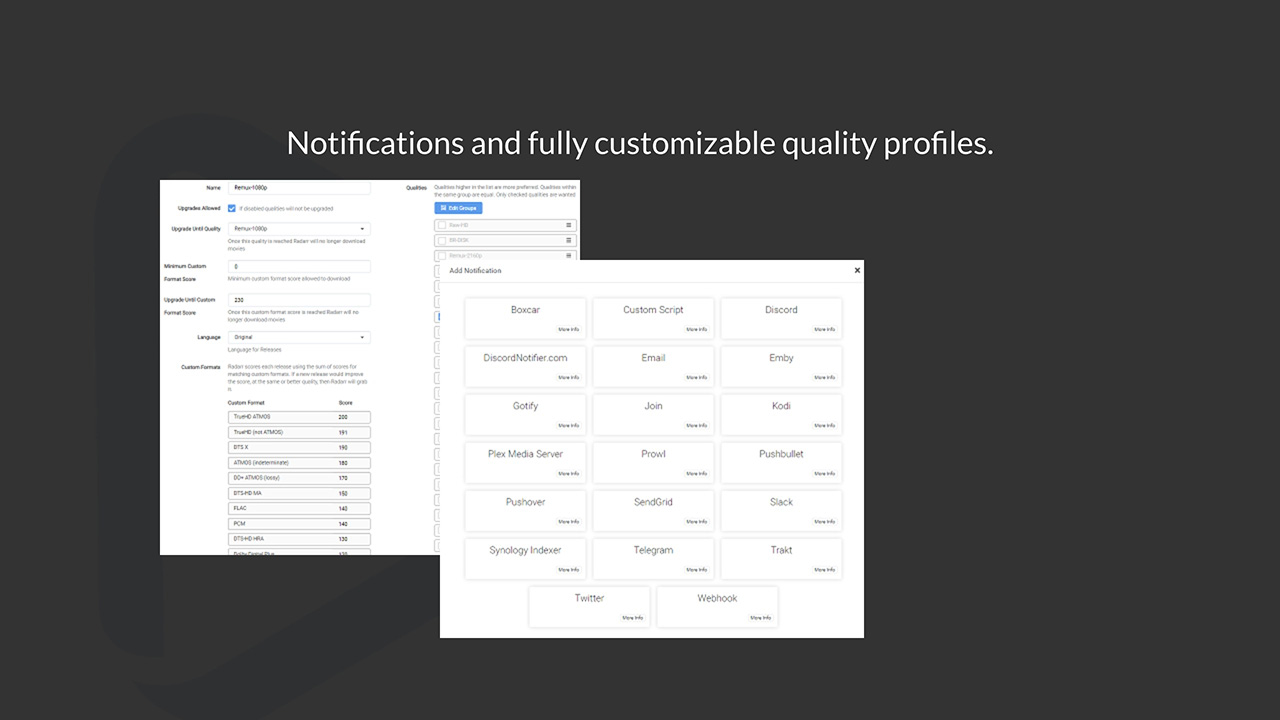 Notifications and fully customizable quality profiles.
Name
Remux-1080p
Upgrades Allowed
If disabled qualities will not be upgraded
Upgrade Until Quality
Remux-1080p
Once this quality is reached Radarr will no longer download
movies
Minimum Custom
Format Score
0
Minimum custom format score allowed to download
Upgrade Until Custom
Format Score
230
Once this custom format score is reached Radarr will no
longer download movies
Language
Original
Language for Releases
Custom Formats
Radarr scores each release using the sum of scores for
matching custom formats. If a new release would improve
the score, at the same or better quality, then Radarr will grab
it.
Custom Format Score
TrueHD ATMOS 200
TrueHD (not ATMOS) 191
DTS X 190
ATMOS (indeterminate) 180
DD+ ATMOS (lossy) 170
DTS-HD MA 150
FLAC 140
PCM 140
DTS-HD HRA 130
Dolby Digital Plus 120
Qualities
Qualities higher in the list are more preferred. Qualities within
the same group are equal. Only checked qualities are wanted
Edit Groups
Raw-HD
BR-DISK
Remux-2160p
Add Notification
Boxcar
More Info
Custom Script
More Info
Discord
More Info
DiscordNotifier.com
More Info
Email
More Info
Emby
More Info
Gotify
More Info
Join
More Info
Kodi
More Info
Plex Media Server
More Info
Prowl
More Info
Pushbullet
More Info
Pushover
More Info
SendGrid
More Info
Slack
More Info
Synology Indexer
More Info
Telegram
More Info
Trakt
More Info
Twitter
More Info
Webhook
More Info